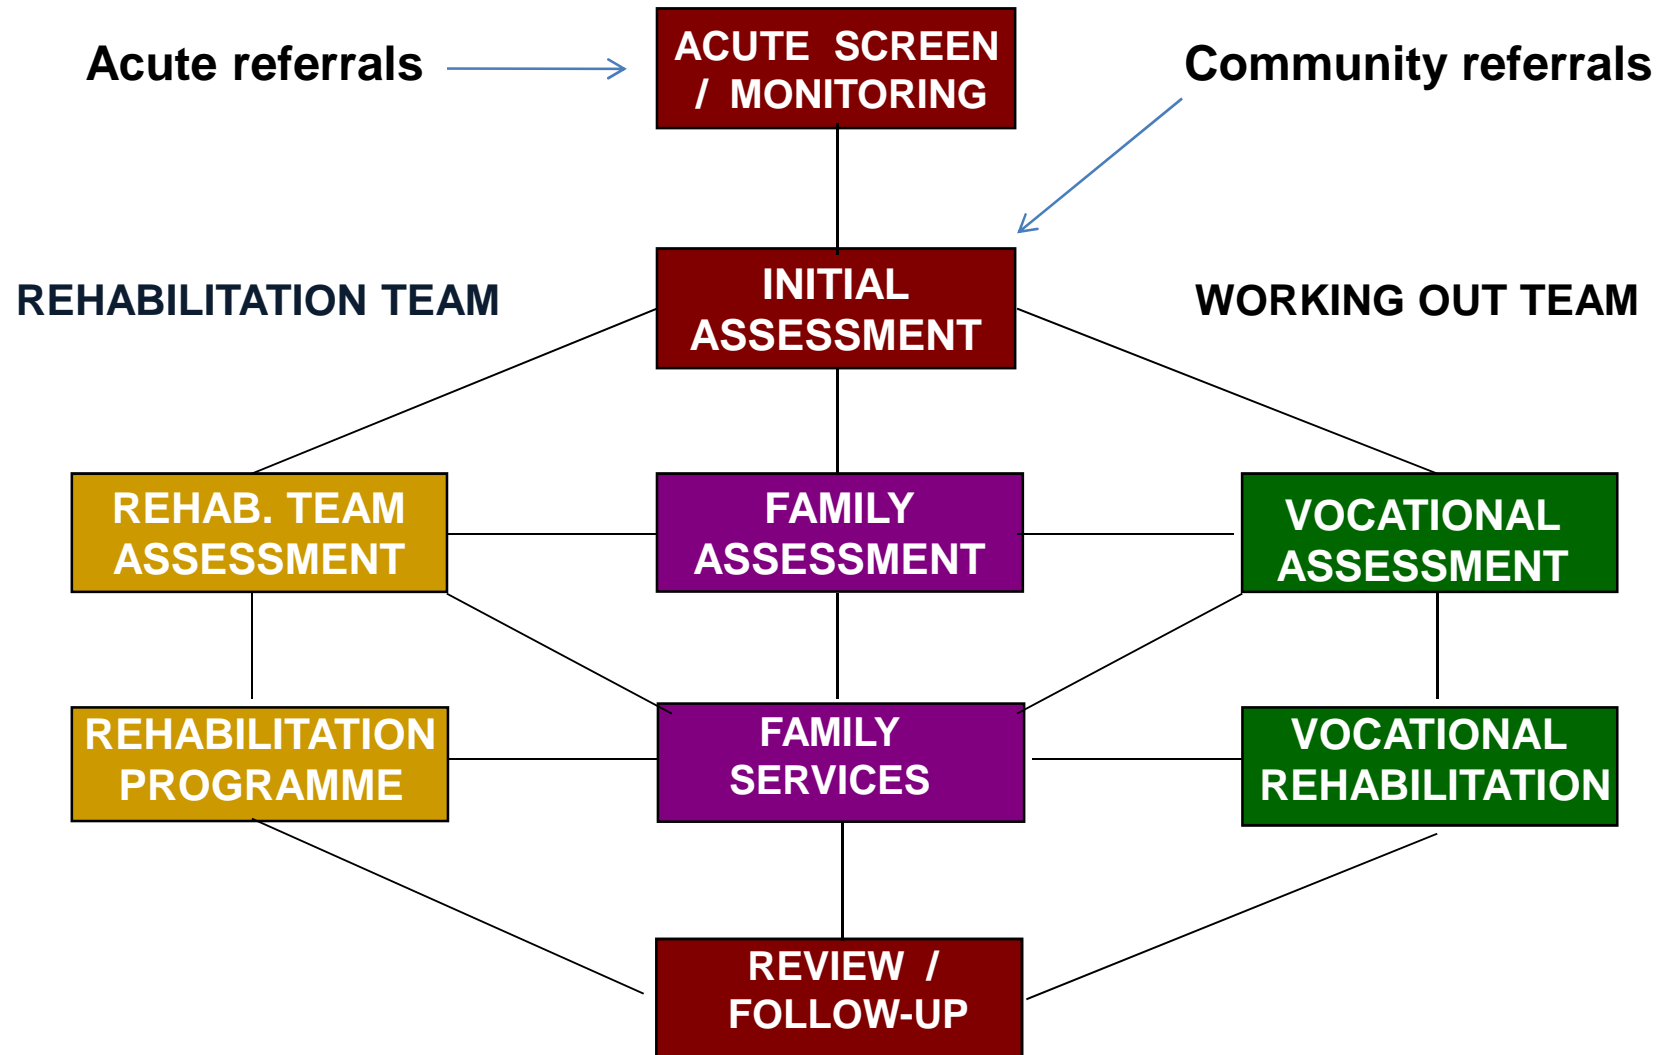 Acute referrals
ACUTE SCREEN
/ MONITORING
Community referrals
REHABILITATION TEAM
INITIAL
ASSESSMENT
WORKING OUT TEAM
REHAB. TEAM
ASSESSMENT
FAMILY
ASSESSMENT
VOCATIONAL
ASSESSMENT
REHABILITATION
PROGRAMME
FAMILY
SERVICES
VOCATIONAL
REHABILITATION
REVIEW /
FOLLOW-UP